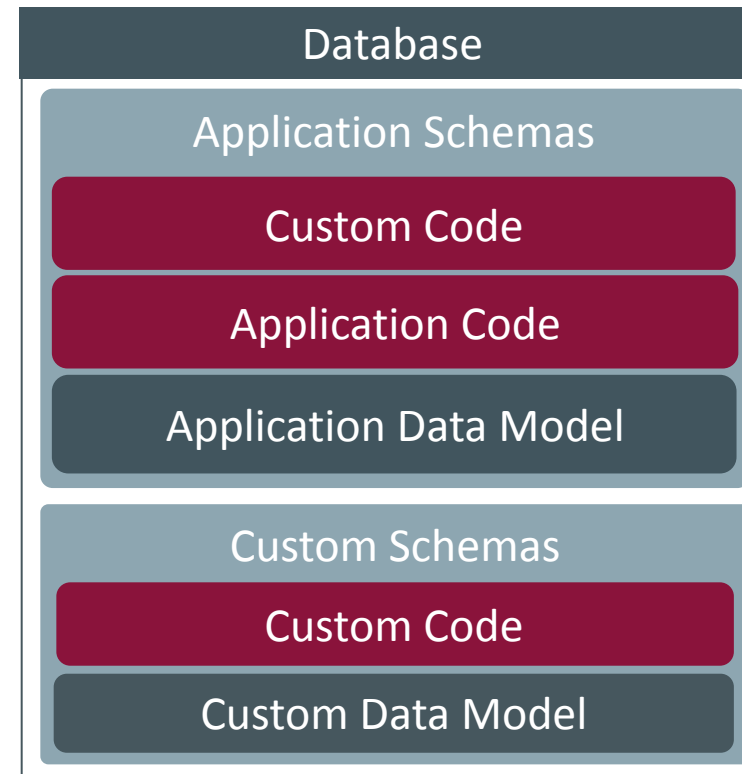 Database
Application Schemas
Custom Code
Application Code
Application Data Model
Custom Schemas
Custom Code
Custom Data Model